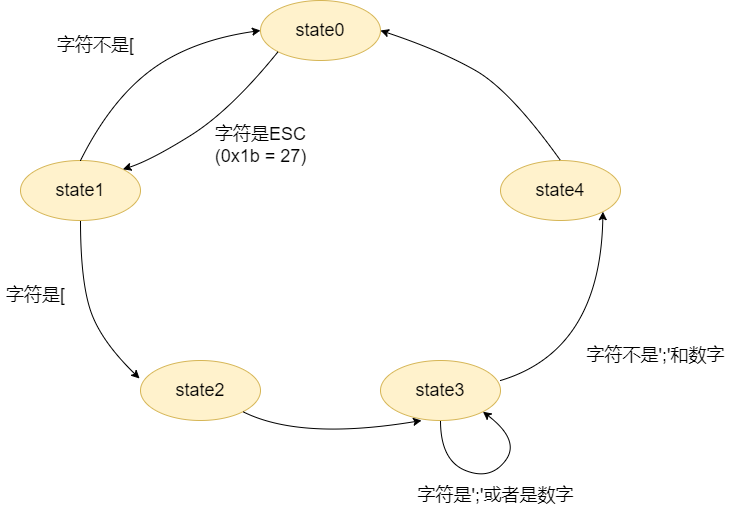 state0
字符不是[
字符是ESC
(0x1b = 27)
state1
state4
字符是[
字符不是';'和数字
state2
state3
字符是';'或者是数字